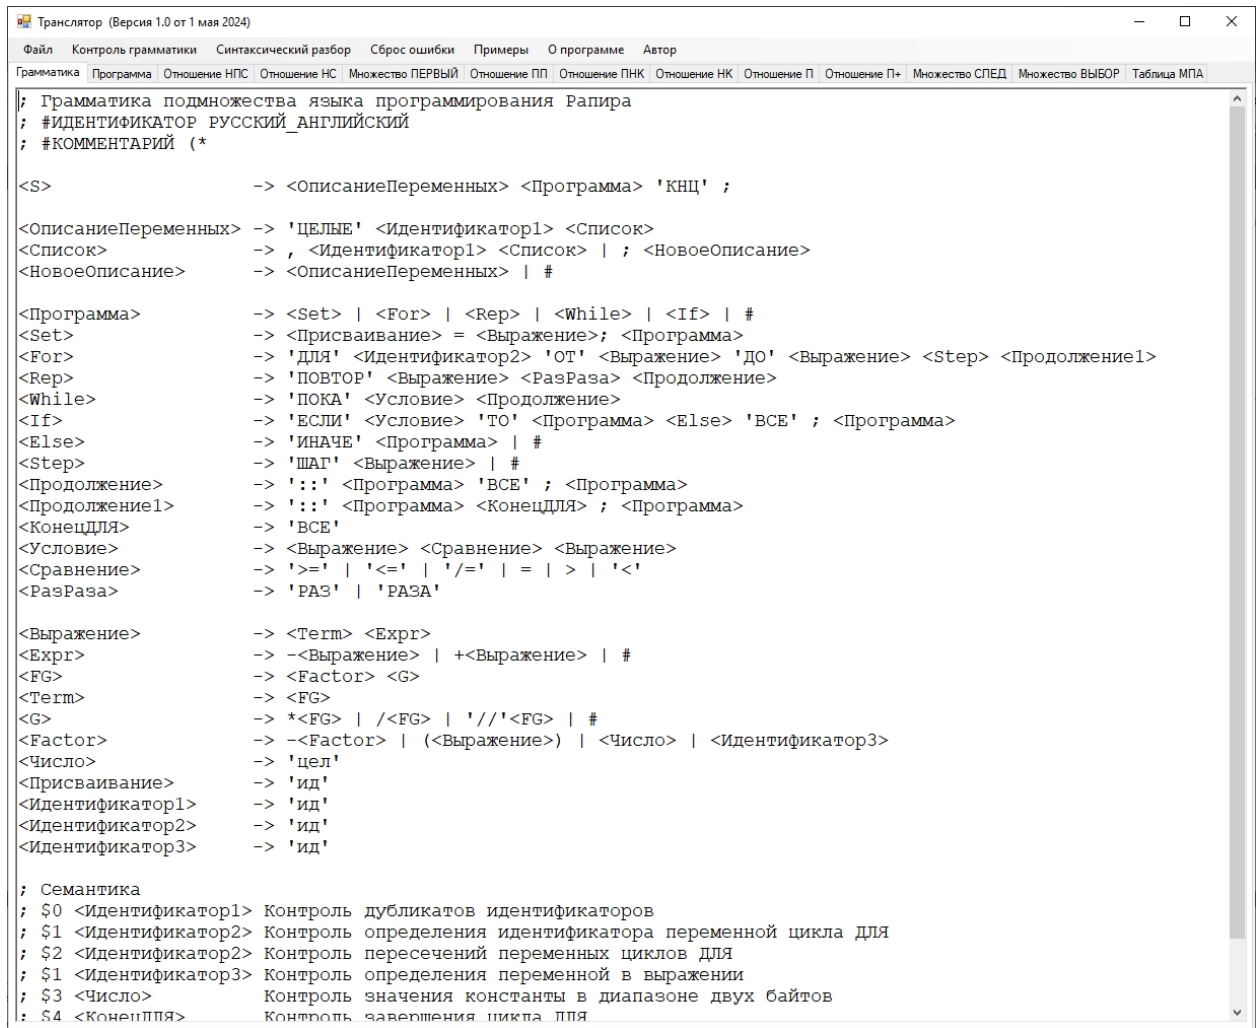 Транслятор (Версия 1.0 от 1 мая 2024)
Файл Контроль грамматики Синтаксический разбор Сброс ошибки Примеры О программе Автор
Грамматика Программа Отношение НПС Отношение НС Множество ПЕРВЫЙ Отношение ПП Отношение ПНК Отношение НК Отношение П Отношение П+ Множество СЛЕД Множество ВЫБОР Таблица МПА
; Грамматика подмножества языка программирования Рапира
; #ИДЕНТИФИКАТОР РУССКИЙ_АНГЛИЙСКИЙ
; #КОММЕНТАРИЙ (*
<S> -> <ОписаниеПеременных> <Программа> 'КНЦ' ;
<ОписаниеПеременных> -> 'ЦЕЛЫЕ' <Идентификатор1> <Список>
<Список> -> , <Идентификатор1> <Список> | ; <НовоеОписание>
<НовоеОписание> -> <ОписаниеПеременных> | #
<Программа> -> <Set> | <For> | <Rep> | <While> | <If> | #
<Set> -> <Присваивание> = <Выражение>; <Программа>
<For> -> 'ДЛЯ' <Идентификатор2> 'ОТ' <Выражение> 'ДО' <Выражение> <Step> <Продолжение1>
<Rep> -> 'ПОВТОР' <Выражение> <РазРаза> <Продолжение>
<While> -> 'ПОКА' <Условие> <Продолжение>
<If> -> 'ЕСЛИ' <Условие> 'ТО' <Программа> <Else> 'ВСЕ' ; <Программа>
<Else> -> 'ИНАЧЕ' <Программа> | #
<Step> -> 'ШАГ' <Выражение> | #
<Продолжение> -> '::' <Программа> 'ВСЕ' ; <Программа>
<Продолжение1> -> '::' <Программа> <КонецДЛЯ> ; <Программа>
<КонецДЛЯ> -> 'ВСЕ'
<Условие> -> <Выражение> <Сравнение> <Выражение>
<Сравнение> -> '>=' | '<=' | '/=' | = | > | '<'
<РазРаза> -> 'РАЗ' | 'РАЗА'
<Выражение> -> <Term> <Expr>
<Expr> -> -<Выражение> | +<Выражение> | #
<FG> -> <Factor> <G>
<Term> -> <FG>
<G> -> *<FG> | /<FG> | '//'<FG> | #
<Factor> -> -<Factor> | (<Выражение>) | <Число> | <Идентификатор3>
<Число> -> 'цел'
<Присваивание> -> 'ид'
<Идентификатор1> -> 'ид'
<Идентификатор2> -> 'ид'
<Идентификатор3> -> 'ид'
; Семантика
; $0 <Идентификатор1> Контроль дубликатов идентификаторов
; $1 <Идентификатор2> Контроль определения идентификатора переменной цикла ДЛЯ
; $2 <Идентификатор2> Контроль пересечений переменных циклов ДЛЯ
; $1 <Идентификатор3> Контроль определения переменной в выражении
; $3 <Число> Контроль значения константы в диапазоне двух байтов
; $4 <КонецДЛЯ> Контроль завершения цикла ДЛЯ